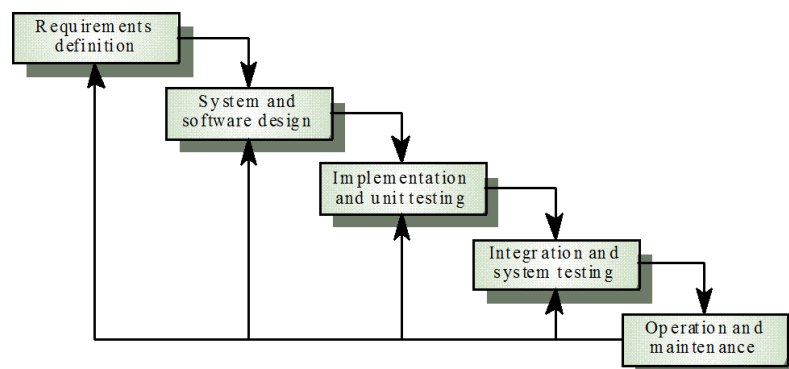 Requirements
definition
System and
software design
Implementation
and unit testing
Integration and
system testing
Operation and
maintenance